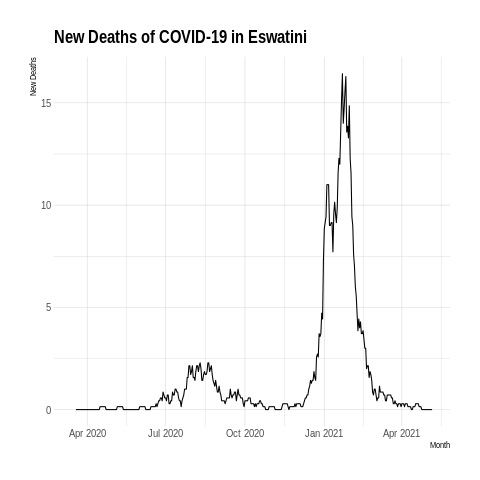 New Deaths of COVID-19 in Eswatini
New Deaths
15
10
5
0
Apr 2020 Jul 2020 Oct 2020 Jan 2021 Apr 2021
Month